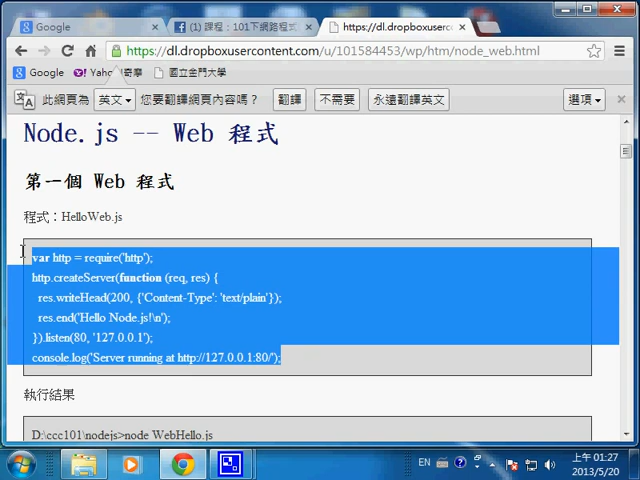 Google
(1) 課程：101下網路程式
https://dl.dropboxuserc
https://dl.dropboxusercontent.com/u/101584453/wp/htm/node_web.html
Google
Yahoo!奇摩
國立金門大學
此網頁為
英文
您要翻譯網頁內容嗎？
翻譯
不需要
永遠翻譯英文
選項
Node.js -- Web 程式
第一個 Web 程式
程式：HelloWeb.js
var http = require('http');
http.createServer(function (req, res) {
res.writeHead(200, {'Content-Type': 'text/plain'});
res.end('Hello Node.js!\n');
}).listen(80, '127.0.0.1');
console.log('Server running at http://127.0.0.1:80/');
執行結果
D:\ccc101\nodejs>node WebHello.js
EN
上午 01:27
2013/5/20